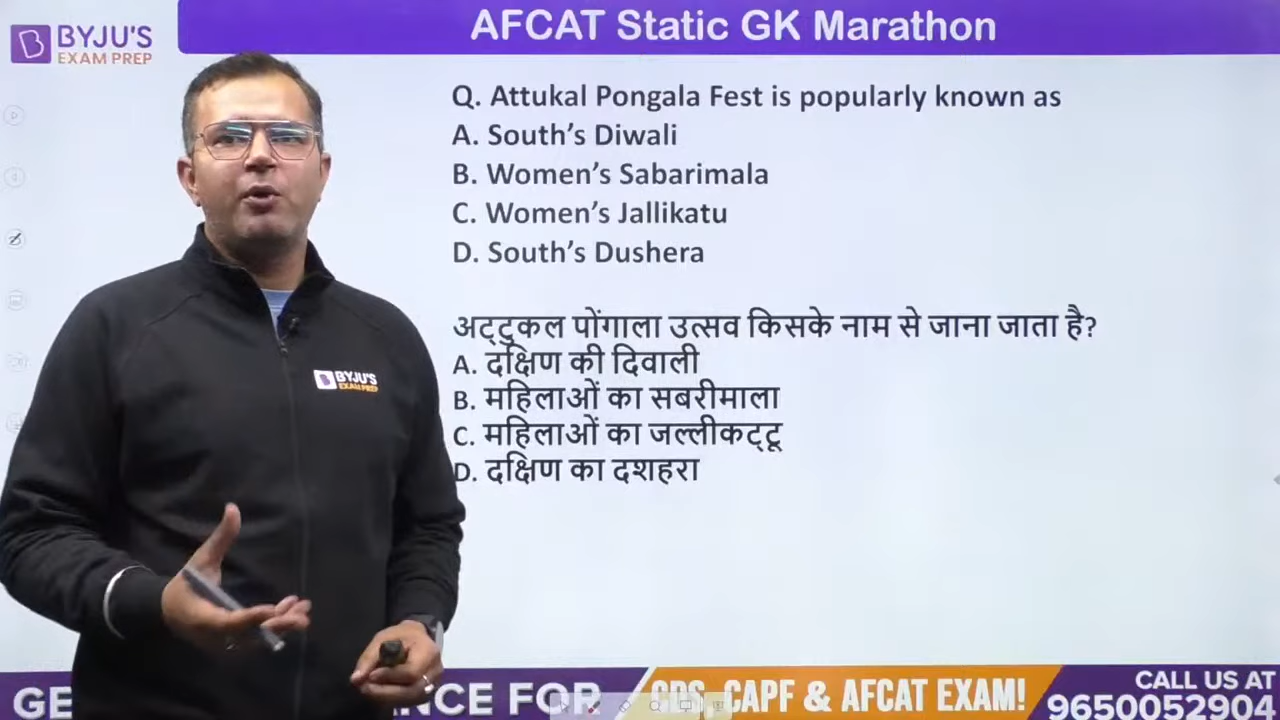 BYJU'S
EXAM PREP
AFCAT Static GK Marathon
Q. Attukal Pongala Fest is popularly known as
A. South's Diwali
B. Women's Sabarimala
C. Women's Jallikatu
D. South's Dushera
अट्टुकल पोंगाला उत्सव किसके नाम से जाना जाता है?
A. दक्षिण की दिवाली
B. महिलाओं का सबरीमाला
C. महिलाओं का जल्लीकट्टू
D. दक्षिण का दशहरा
BYJU'S
EXAM PREP
FOR CDS, CAPF & AFCAT EXAM!
CALL US AT
9650052904